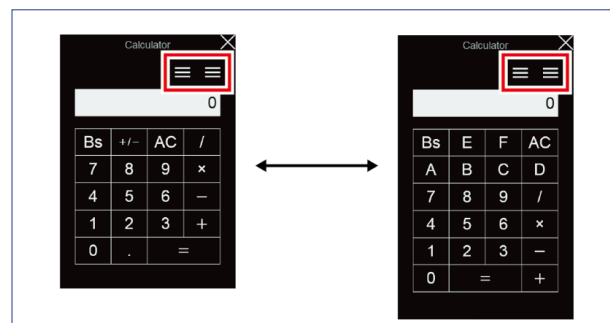 Calculator
0
Bs +/− AC /
7 8 9 ×
4 5 6 −
1 2 3 +
0 . =
Calculator
0
Bs E F AC
A B C D
7 8 9 /
4 5 6 ×
1 2 3 −
0 = +